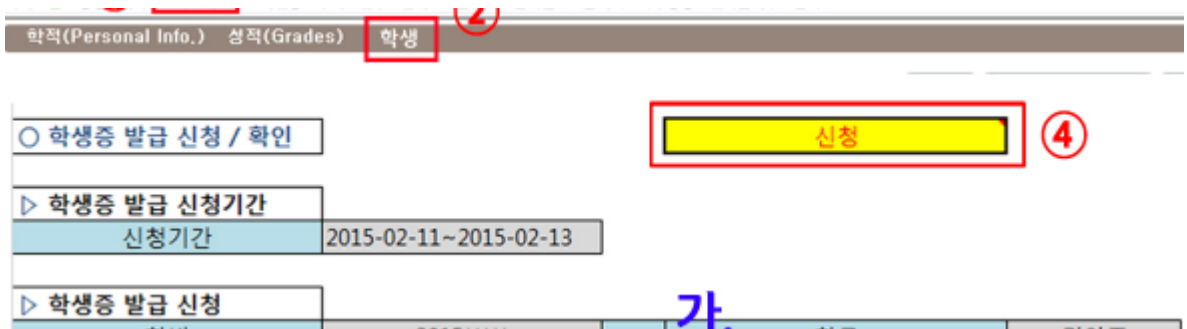 ②
학적(Personal Info.) 성적(Grades) 학생
○ 학생증 발급 신청 / 확인 신청 ④
▷ 학생증 발급 신청기간
신청기간 2015-02-11~2015-02-13
▷ 학생증 발급 신청 가.